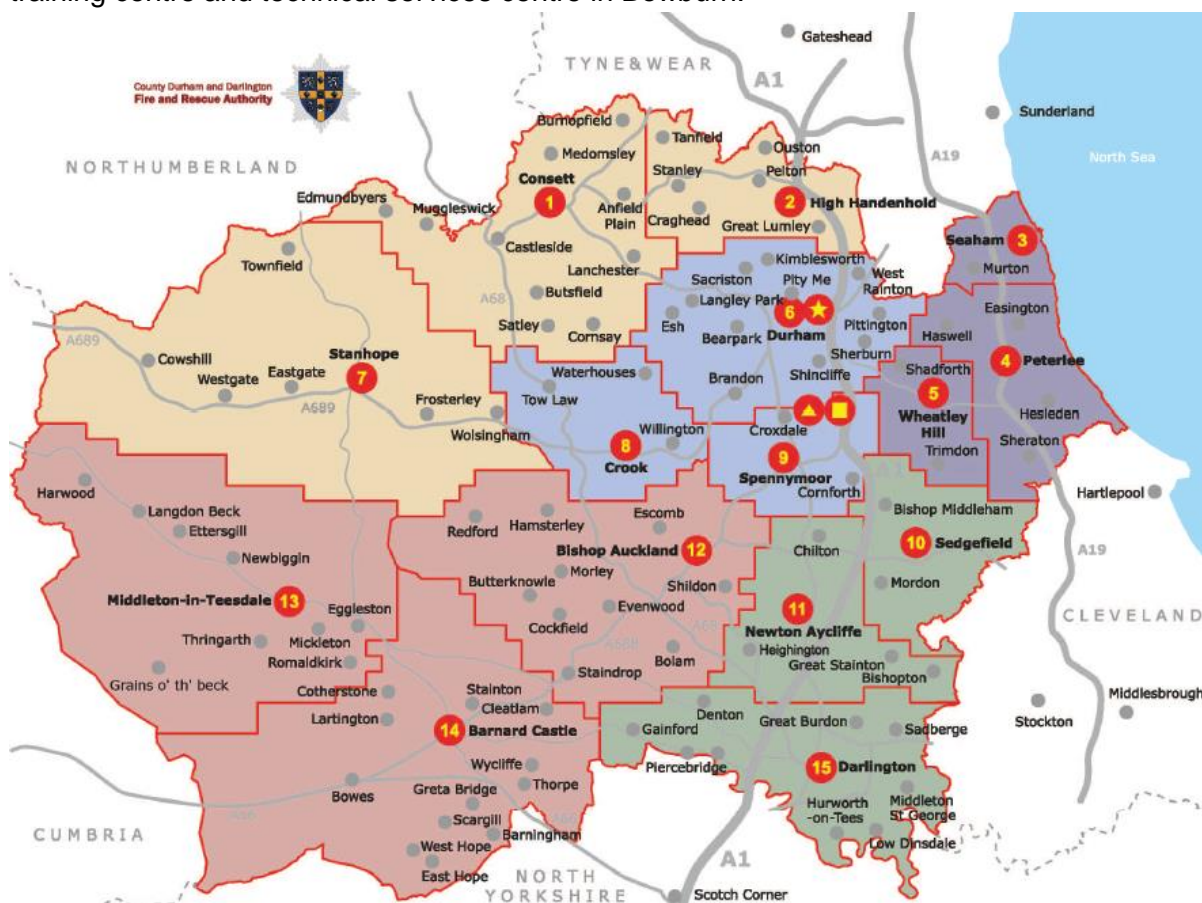 training centre and technical services centre in Bowburn.
Gateshead
TYNE&WEAR
A1
County Durham and Darlington
Fire and Rescue Authority
Sunderland
Burnopfield
Tanfield
Ouston
A19
North Sea
NORTHUMBERLAND
Medomsley
Stanley
Pelton
Consett
1
Edmundbyers
Muggleswick
Anfield
Plain
Craghead
2
High Handenhold
Great Lumley
Castleside
Seaham
3
Townfield
Lanchester
Kimblesworth
Murton
Sacriston
Pity Me
West
Rainton
A68
Butsfield
Langley Park
6
Durham
Easington
Satley
Cornsay
Esh
Bearpark
Pittington
Haswell
A689
Cowshill
Stanhope
7
Sherburn
4
Peterlee
Westgate
Eastgate
Waterhouses
Brandon
Shincliffe
Shadforth
5
Wheatley
Hill
A689
Frosterley
Tow Law
Hesleden
Wolsingham
Willington
8
Crook
Croxdale
9
Spennymoor
Trimdon
Sheraton
Cornforth
A1
Harwood
Hartlepool
Langdon Beck
Ettersgill
Redford
Hamsterley
Escomb
Bishop Middleham
Newbiggin
Bishop Auckland
12
Chilton
10
Sedgefield
A19
Butterknowle
Morley
Shildon
Mordon
Middleton-in-Teesdale
13
Eggleston
Evenwood
11
Newton Aycliffe
CLEVELAND
Cockfield
A68
Thringarth
Mickleton
A688
Bolam
Heighington
Romaldkirk
Great Stainton
Grains o' th' beck
Staindrop
Bishopton
Cotherstone
Stainton
Middlesbrough
Lartington
Cleatlam
Denton
Great Burdon
Stockton
14
Barnard Castle
Gainford
Sadberge
Wycliffe
Piercebridge
15
Darlington
Bowes
Greta Bridge
Thorpe
Hurworth
-on-Tees
Middleton
St George
Scargill
A66
A66
CUMBRIA
Barningham
Low Dinsdale
West Hope
East Hope
A1
NORTH
YORKSHIRE
Scotch Corner